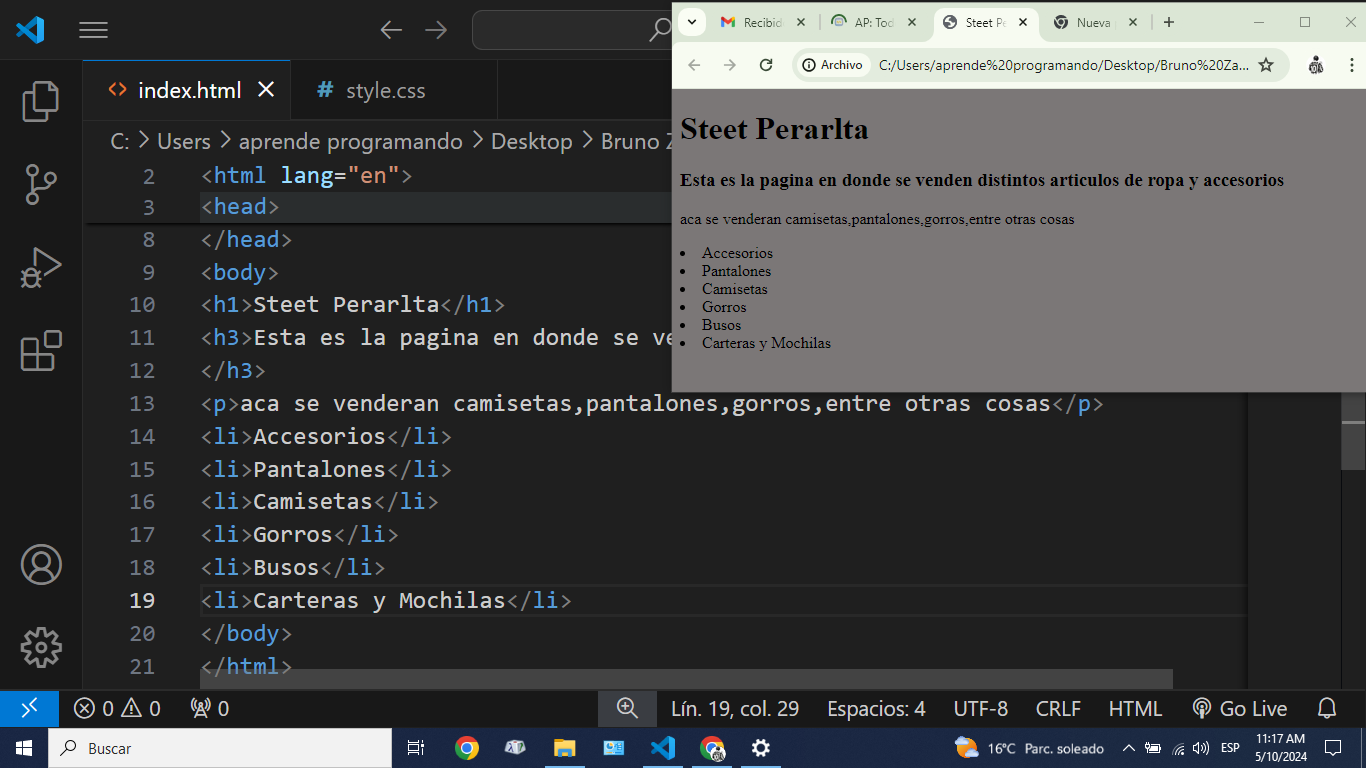 index.html
style.css
C: > Users > aprende programando > Desktop > Bruno Z
2 <html lang="en">
3 <head>
8 </head>
9 <body>
10 <h1>Steet Perarlta</h1>
11 <h3>Esta es la pagina en donde se ve
12 </h3>
13 <p>aca se venderan camisetas,pantalones,gorros,entre otras cosas</p>
14 <li>Accesorios</li>
15 <li>Pantalones</li>
16 <li>Camisetas</li>
17 <li>Gorros</li>
18 <li>Busos</li>
19 <li>Carteras y Mochilas</li>
20 </body>
21 </html>
Recibid
AP: Tod
Steet Pe
Nueva
Archivo C:/Users/aprende%20programando/Desktop/Bruno%20Za...
Steet Perarlta
Esta es la pagina en donde se venden distintos articulos de ropa y accesorios
aca se venderan camisetas,pantalones,gorros,entre otras cosas
Accesorios
Pantalones
Camisetas
Gorros
Busos
Carteras y Mochilas
0 0 0
Lín. 19, col. 29 Espacios: 4 UTF-8 CRLF HTML Go Live
Buscar
16°C Parc. soleado
ESP
11:17 AM
5/10/2024